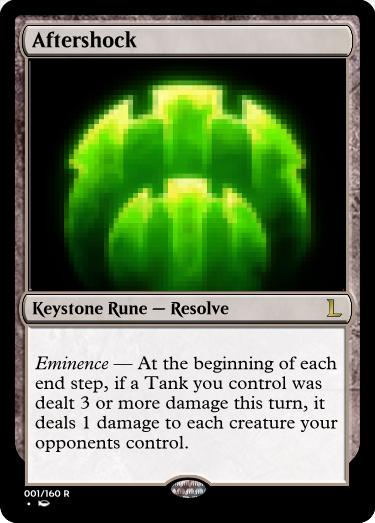 Aftershock
Keystone Rune — Resolve
L
Eminence — At the beginning of each
end step, if a Tank you control was
dealt 3 or more damage this turn, it
deals 1 damage to each creature your
opponents control.
001/160 R